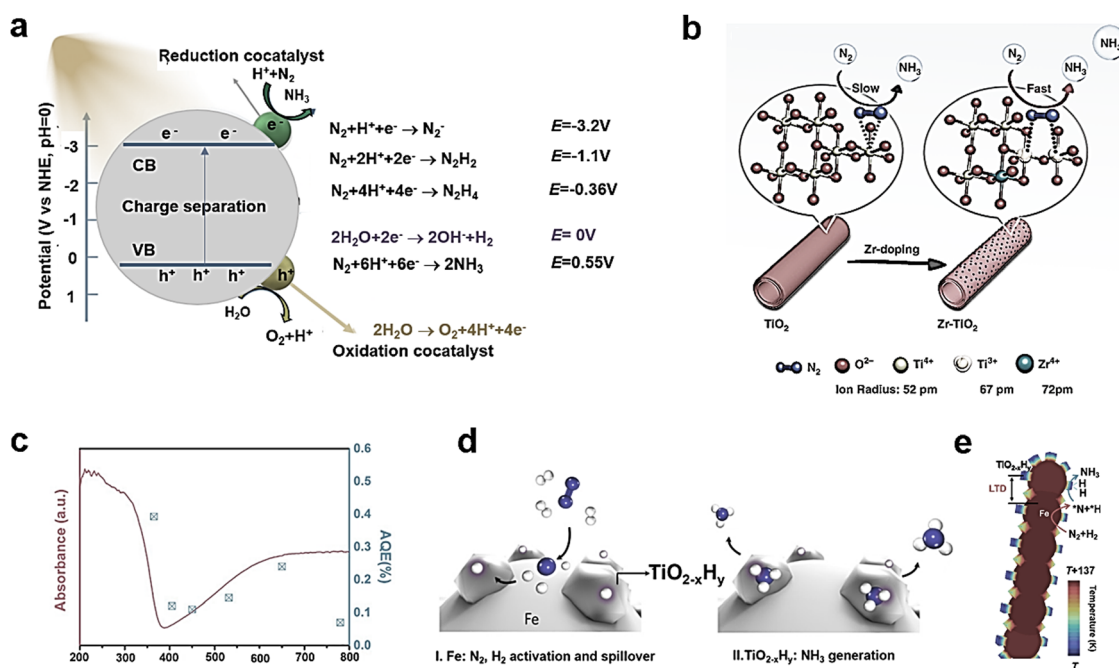 a
Reduction cocatalyst
H⁺+N₂
NH₃
e⁻
e⁻ e⁻
CB
Charge separation
VB
h⁺ h⁺ h⁺
h⁺
H₂O
O₂+H⁺
Potential (V vs NHE, pH=0)
-3
-2
-1
0
1
N₂+H⁺+e⁻ → N₂⁻ E=-3.2V
N₂+2H⁺+2e⁻ → N₂H₂ E=-1.1V
N₂+4H⁺+4e⁻ → N₂H₄ E=-0.36V
2H₂O+2e⁻ → 2OH⁻+H₂ E= 0V
N₂+6H⁺+6e⁻ → 2NH₃ E=0.55V
2H₂O → O₂+4H⁺+4e⁻
Oxidation cocatalyst
b
N₂
NH₃
Slow
N₂
NH₃
NH₃
Fast
Zr-doping
TiO₂
Zr-TiO₂
N₂ O²⁻ Ti⁴⁺ Ti³⁺ Zr⁴⁺
Ion Radius: 52 pm 67 pm 72pm
c
Absorbance (a.u.)
200 300 400 500 600 700 800
0.6
0.5
0.4
0.3
0.2
0.1
0.0
AQE(%)
d
Fe
TiO₂₋ₓHᵧ
I. Fe: N₂, H₂ activation and spillover
II.TiO₂₋ₓHᵧ: NH₃ generation
e
TiO₂₋ₓHᵧ
LTD
NH₃
H
H
Fe
*N+*H
N₂+H₂
T+137
Temperature (K)
T